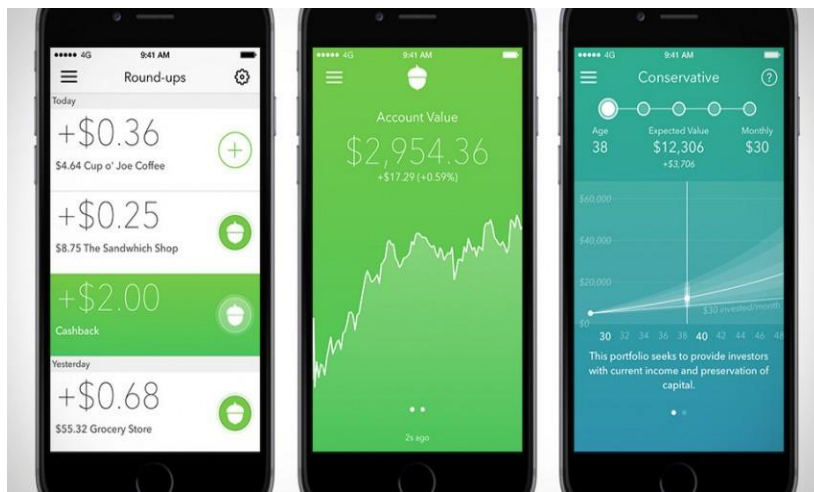 4G 9:41 AM
Round-ups
Today
+$0.36
$4.64 Cup o' Joe Coffee
+$0.25
$8.75 The Sandwhich Shop
+$2.00
Cashback
Yesterday
+$0.68
$55.32 Grocery Store
4G 9:41 AM
Account Value
$2,954.36
+$17.29 (+0.59%)
2s ago
4G 9:41 AM
Conservative ?
Age Expected Value Monthly
38 $12,306 $30
+$3,706
$60,000
$40,000
$20,000
$30 invested/month
$0
30 32 34 36 38 40 42 44 46 48
This portfolio seeks to provide investors
with current income and preservation of
capital.